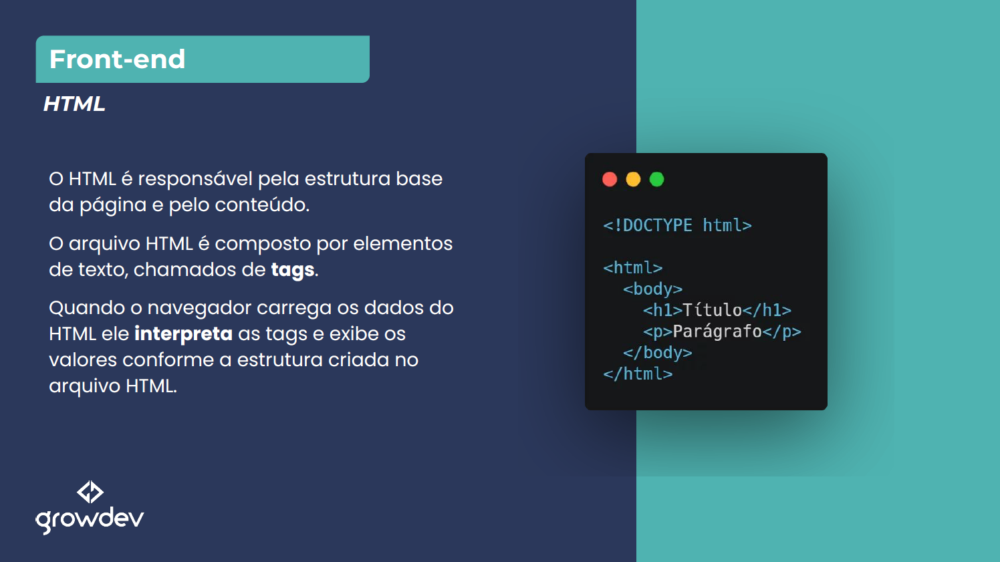 Front-end
HTML
O HTML é responsável pela estrutura base
da página e pelo conteúdo.
O arquivo HTML é composto por elementos
de texto, chamados de tags.
Quando o navegador carrega os dados do
HTML ele interpreta as tags e exibe os
valores conforme a estrutura criada no
arquivo HTML.
<!DOCTYPE html>
<html>
<body>
<h1>Título</h1>
<p>Parágrafo</p>
</body>
</html>
growdev